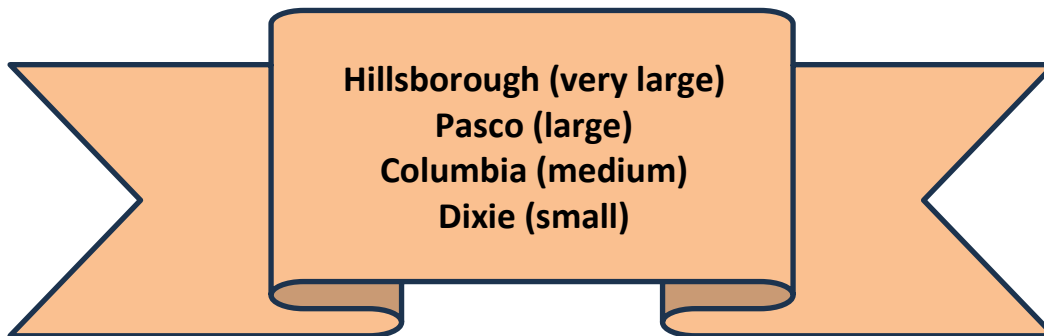 Hillsborough (very large)
Pasco (large)
Columbia (medium)
Dixie (small)